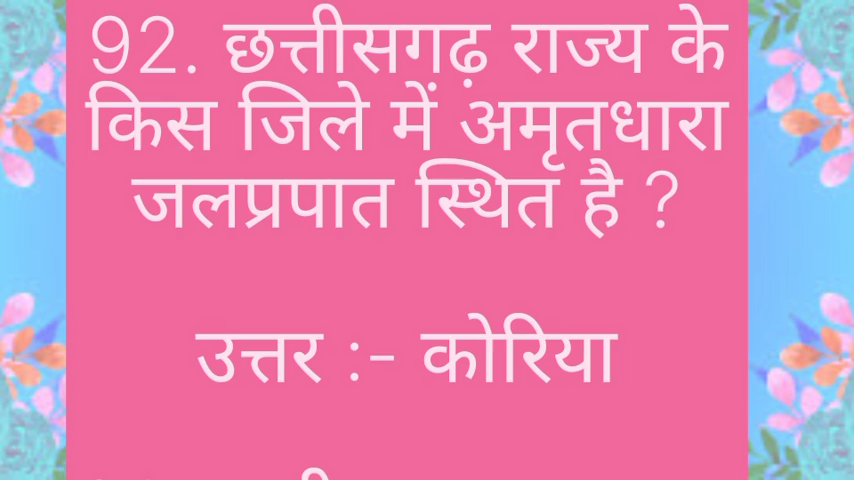 92. छत्तीसगढ़ राज्य के
किस जिले में अमृतधारा
जलप्रपात स्थित है ?
उत्तर :- कोरिया